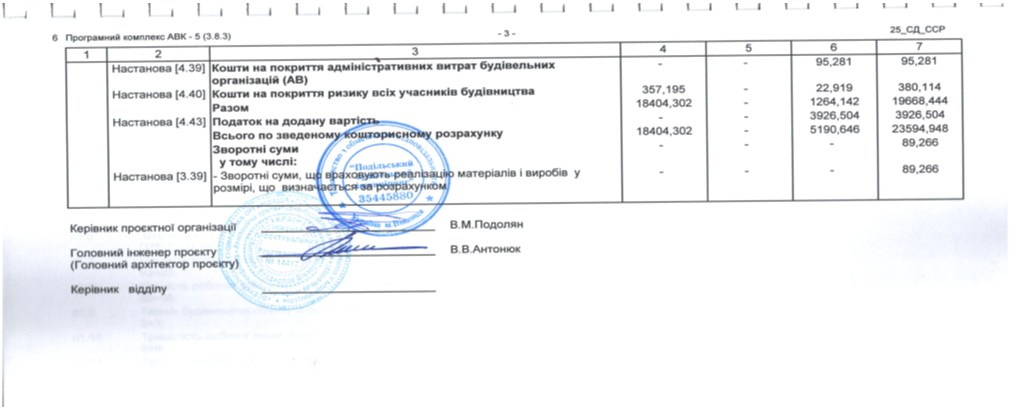 6 Програмний комплекс АВК - 5 (3.8.3) - 3 - 25_СД_ССР
1 2 3 4 5 6 7
Настанова [4.39] Кошти на покриття адміністративних витрат будівельних - - 95,281 95,281
організацій (АВ)
Настанова [4.40] Кошти на покриття ризику всіх учасників будівництва 357,195 - 22,919 380,114
Разом 18404,302 - 1264,142 19668,444
Настанова [4.43] Податок на додану вартість - - 3926,504 3926,504
Всього по зведеному кошторисному розрахунку 18404,302 - 5190,646 23594,948
Зворотні суми - - - 89,266
у тому числі:
Настанова [3.39] - Зворотні суми, що враховують реалізацію матеріалів і виробів у - - - 89,266
розмірі, що визначається за розрахунком
"Подільський
35445880
Керівник проєктної організації В.М.Подолян
Головний інженер проєкту В.В.Антонюк
(Головний архітектор проєкту)
Керівник відділу